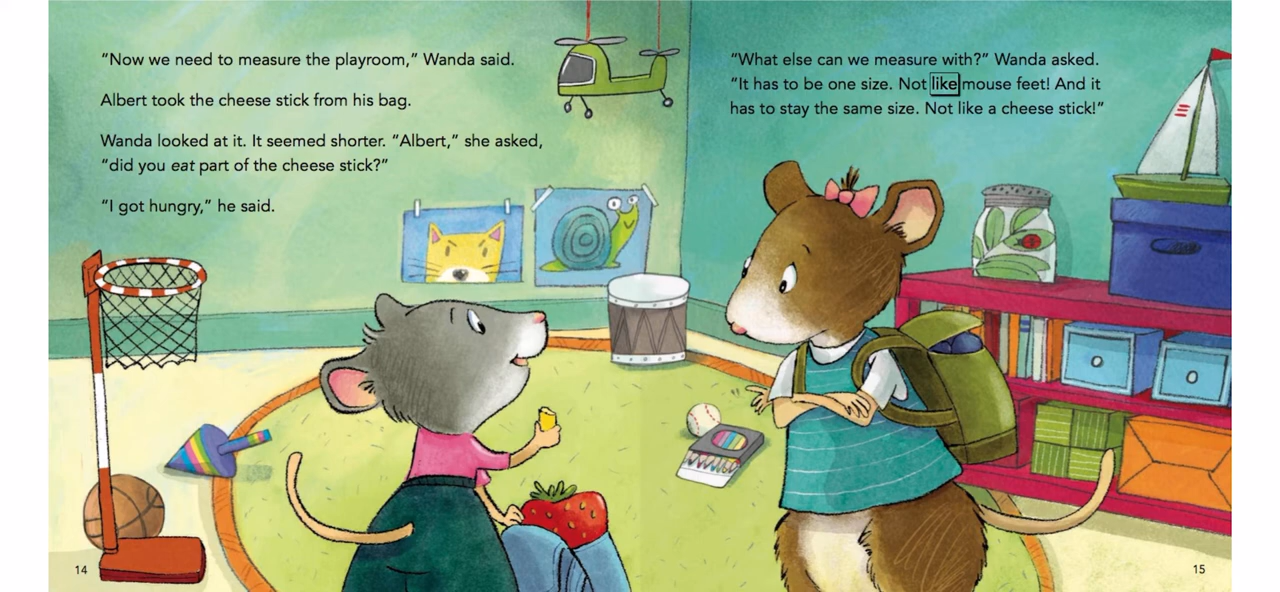 “Now we need to measure the playroom,” Wanda said.
Albert took the cheese stick from his bag.
Wanda looked at it. It seemed shorter. “Albert,” she asked,
“did you eat part of the cheese stick?”
“I got hungry,” he said.
14
“What else can we measure with?” Wanda asked.
“It has to be one size. Not like mouse feet! And it
has to stay the same size. Not like a cheese stick!”
15